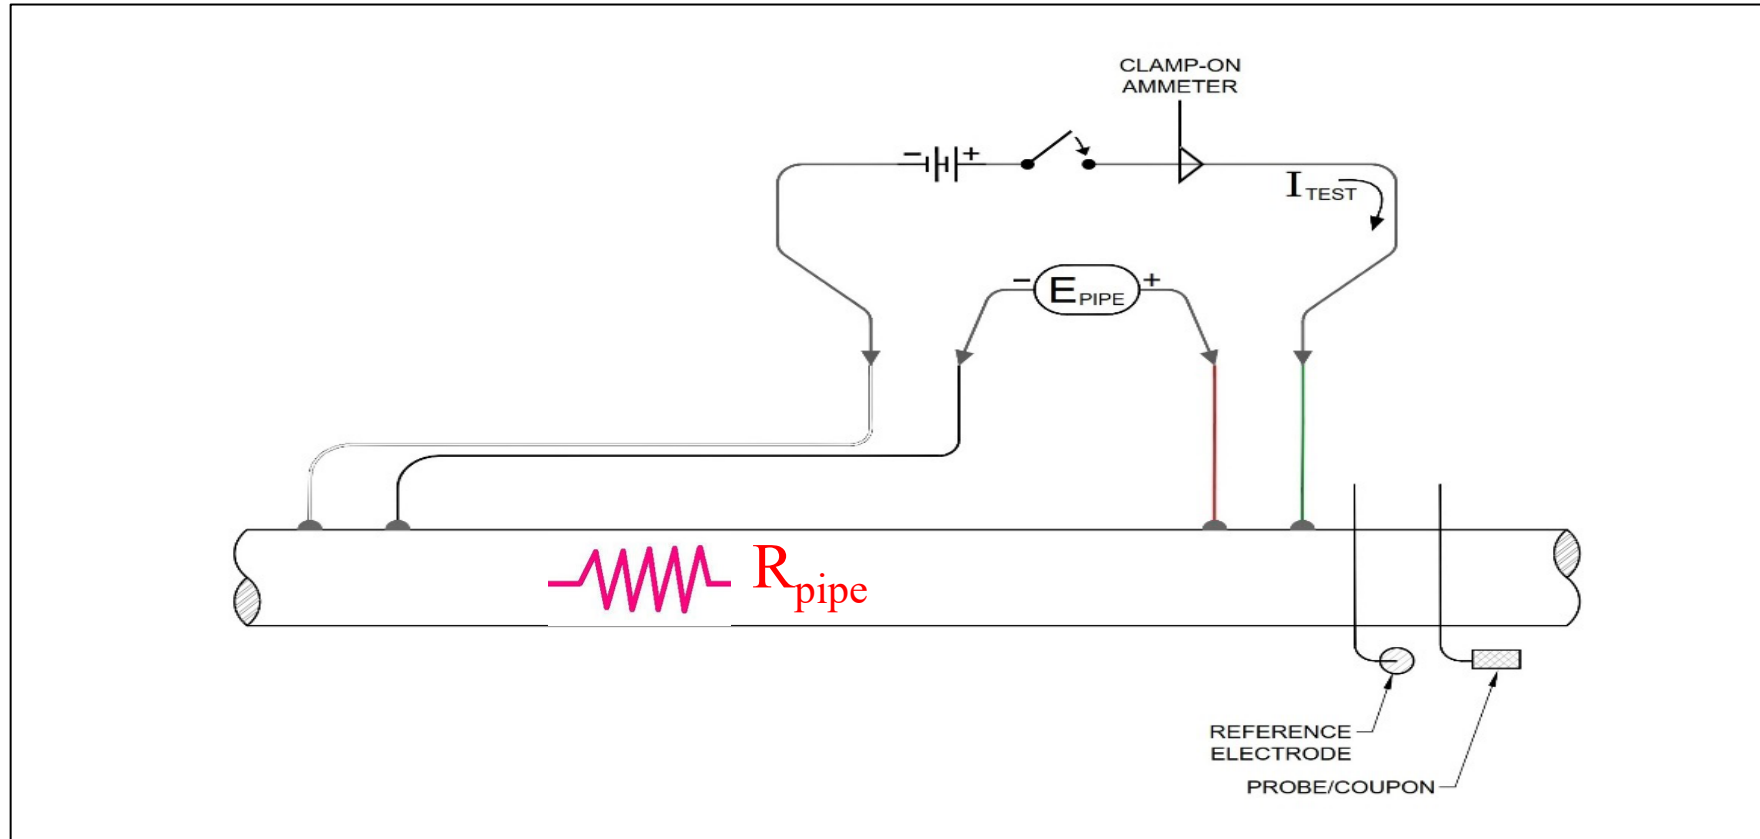 CLAMP-ON
AMMETER
− +
I TEST
− E PIPE +
R pipe
REFERENCE
ELECTRODE
PROBE/COUPON